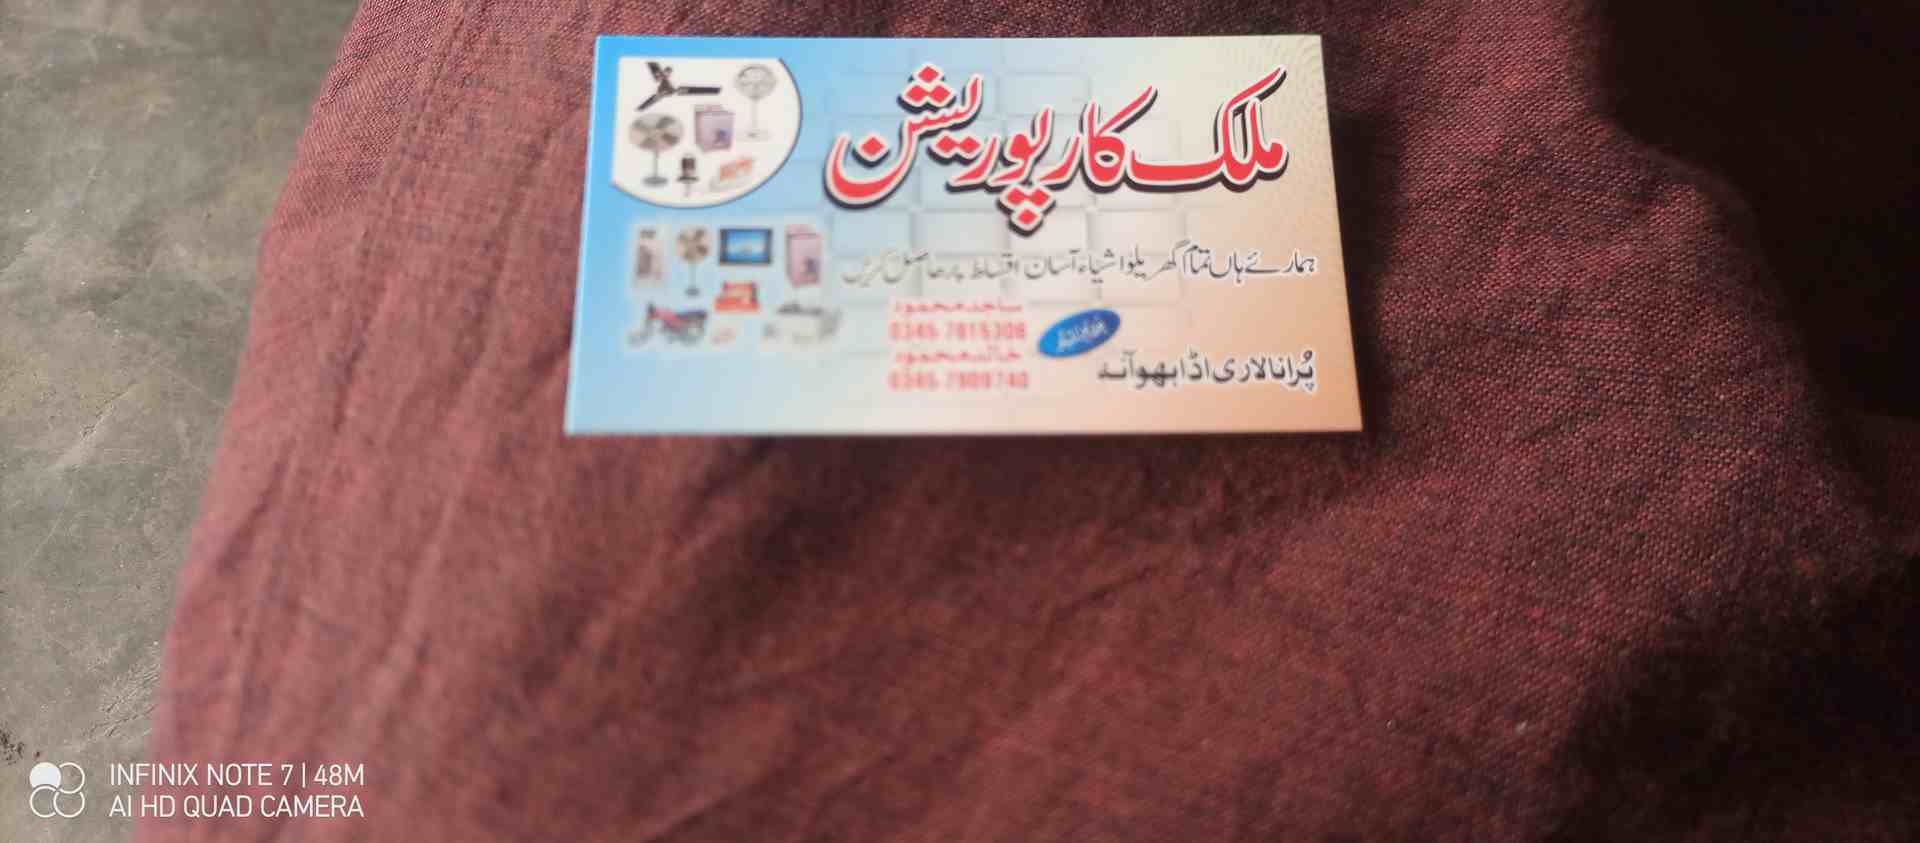 ملک کارپوریشن
ہمارے ہاں تمام گھریلو اشیاء آسان اقساط پر حاصل کریں
ساجد محمود
0345-7815308
خالد محمود
0345-7909740
پُرانا لاری اڈا بھوآنہ
INFINIX NOTE 7 | 48M
AI HD QUAD CAMERA